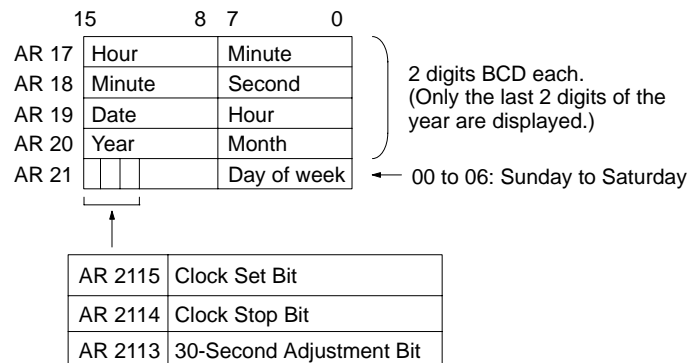 15 8 7 0
AR 17 Hour Minute
AR 18 Minute Second
AR 19 Date Hour
AR 20 Year Month
AR 21 Day of week
2 digits BCD each.
(Only the last 2 digits of the
year are displayed.)
00 to 06: Sunday to Saturday
AR 2115 Clock Set Bit
AR 2114 Clock Stop Bit
AR 2113 30-Second Adjustment Bit